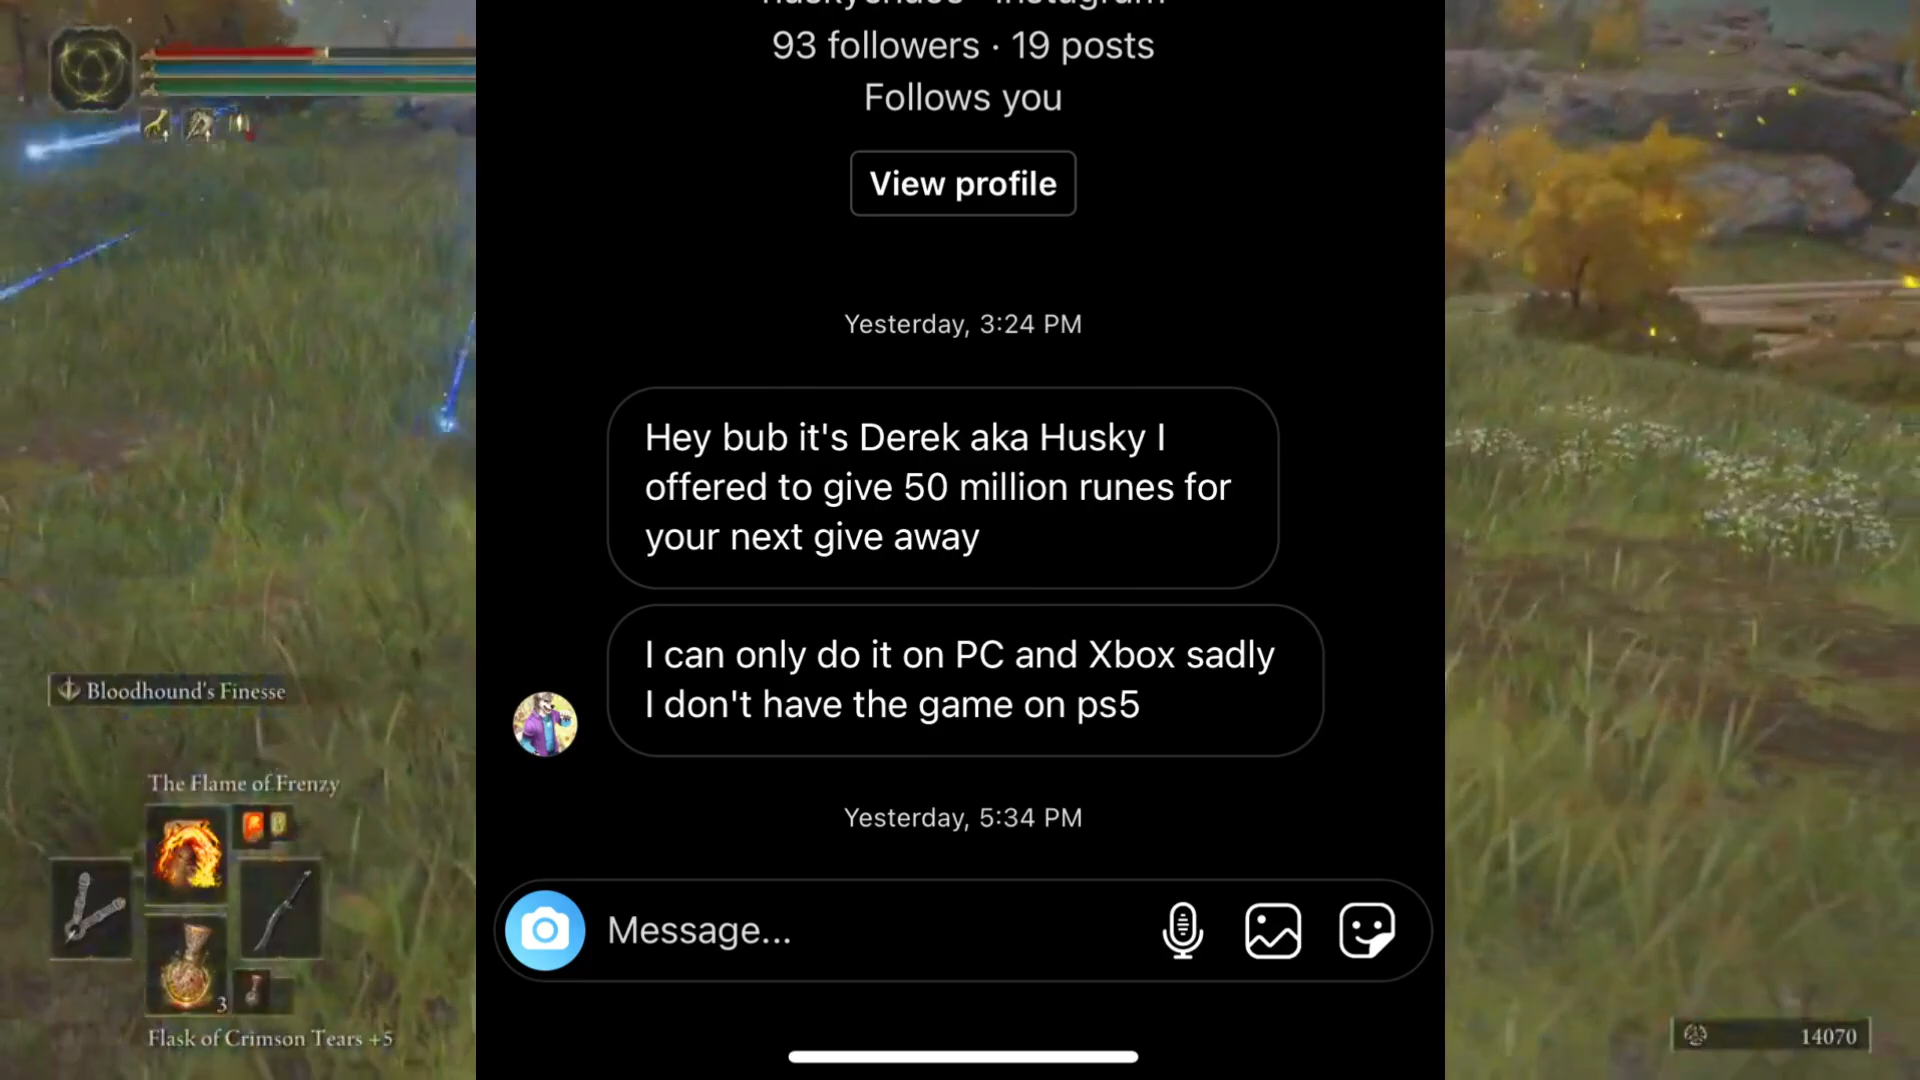 93 followers · 19 posts
Follows you
View profile
Yesterday, 3:24 PM
Hey bub it's Derek aka Husky I
offered to give 50 million runes for
your next give away
I can only do it on PC and Xbox sadly
I don't have the game on ps5
Yesterday, 5:34 PM
Message...
Bloodhound's Finesse
The Flame of Frenzy
3
Flask of Crimson Tears +5
14070